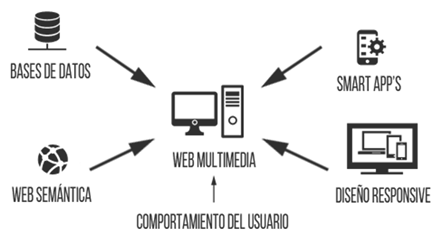 BASES DE DATOS
SMART APP'S
WEB MULTIMEDIA
WEB SEMÁNTICA
DISEÑO RESPONSIVE
COMPORTAMIENTO DEL USUARIO